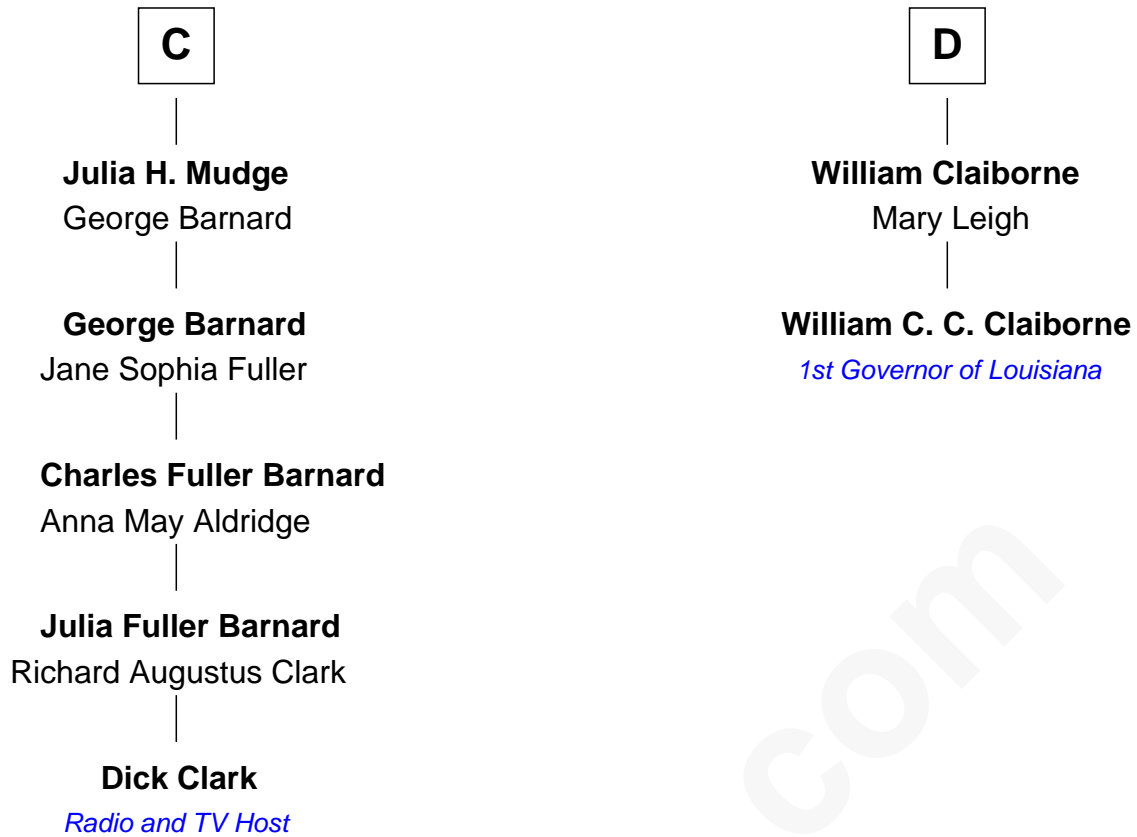 C
Julia H. Mudge
George Barnard
George Barnard
Jane Sophia Fuller
Charles Fuller Barnard
Anna May Aldridge
Julia Fuller Barnard
Richard Augustus Clark
Dick Clark
Radio and TV Host
D
William Claiborne
Mary Leigh
William C. C. Claiborne
1st Governor of Louisiana
com